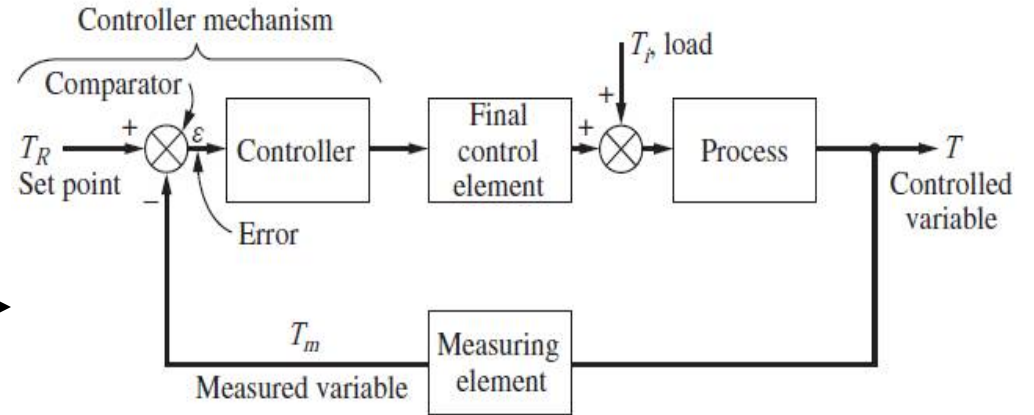 Controller mechanism
Comparator
T_i, load
+
+
ε
+
T_R
Set point
Controller
Final
control
element
Process
T
Controlled
variable
−
Error
T_m
Measured variable
Measuring
element